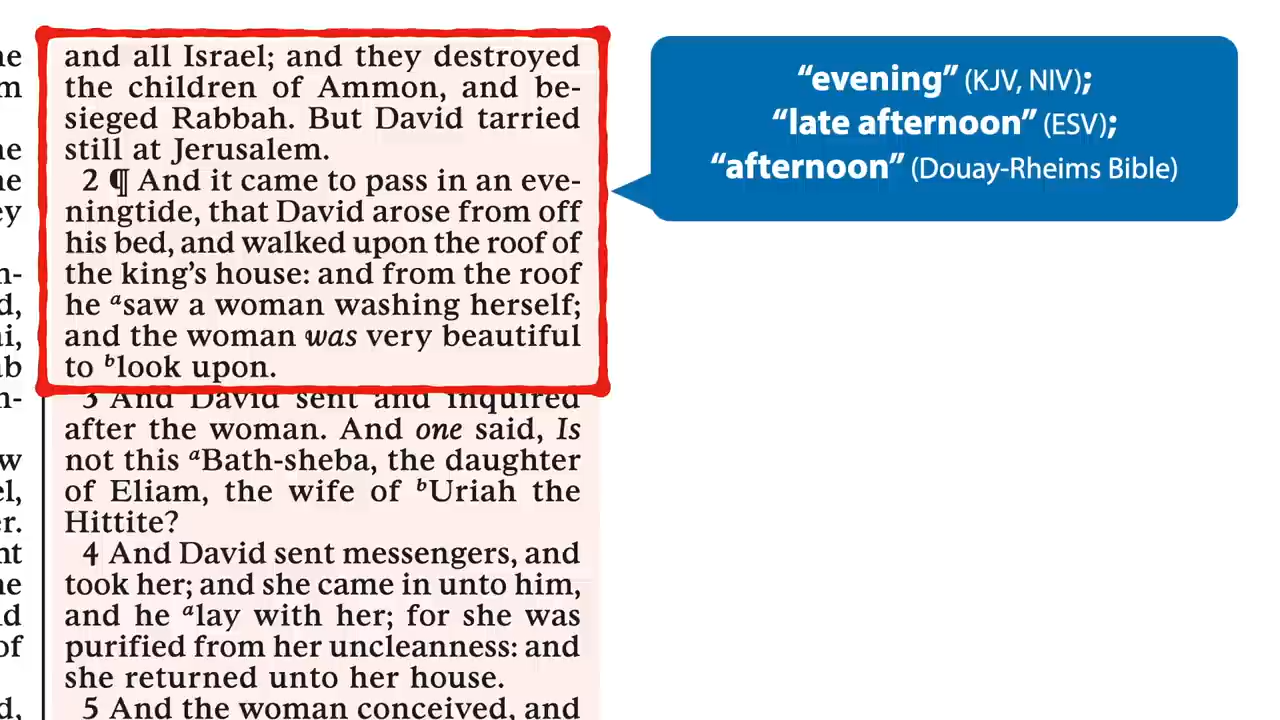 and all Israel; and they destroyed
the children of Ammon, and be-
sieged Rabbah. But David tarried
still at Jerusalem.
2 ¶ And it came to pass in an eve-
ningtide, that David arose from off
his bed, and walked upon the roof of
the king’s house: and from the roof
he ᵃsaw a woman washing herself;
and the woman was very beautiful
to ᵇlook upon.
3 And David sent and inquired
after the woman. And one said, Is
not this ᵃBath-sheba, the daughter
of Eliam, the wife of ᵇUriah the
Hittite?
4 And David sent messengers, and
took her; and she came in unto him,
and he ᵃlay with her; for she was
purified from her uncleanness: and
she returned unto her house.
5 And the woman conceived, and
“evening” (KJV, NIV);
“late afternoon” (ESV);
“afternoon” (Douay-Rheims Bible)